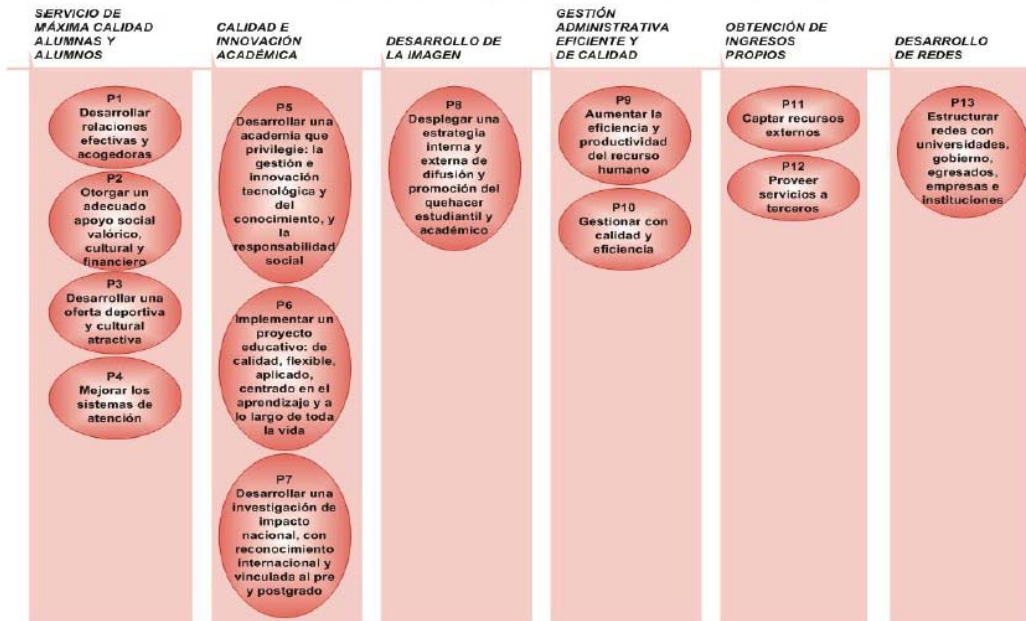 SERVICIO DE
MÁXIMA CALIDAD
ALUMNAS Y
ALUMNOS
CALIDAD E
INNOVACIÓN
ACADÉMICA
DESARROLLO DE
LA IMAGEN
GESTIÓN
ADMINISTRATIVA
EFICIENTE Y
DE CALIDAD
OBTENCIÓN DE
INGRESOS
PROPIOS
DESARROLLO
DE REDES
P1
Desarrollar
relaciones
efectivas y
acogedoras
P2
Otorgar un
adecuado
apoyo social
valórico,
cultural y
financiero
P3
Desarrollar una
oferta deportiva
y cultural
atractiva
P4
Mejorar los
sistemas de
atención
P5
Desarrollar una
academia que
privilegie: la
gestión e
innovación
tecnológica y
del
conocimiento, y
la
responsabilidad
social
P6
Implementar un
proyecto
educativo: de
calidad, flexible,
aplicado,
centrado en el
aprendizaje y a
lo largo de toda
la vida
P7
Desarrollar una
investigación de
impacto
nacional, con
reconocimiento
internacional y
vinculada al pre
y postgrado
P8
Desplegar una
estrategia
interna y
externa de
difusión y
promoción del
quehacer
estudiantil y
académico
P9
Aumentar la
eficiencia y
productividad
del recurso
humano
P10
Gestionar con
calidad y
eficiencia
P11
Captar recursos
externos
P12
Proveer
servicios a
terceros
P13
Estructurar
redes con
universidades,
gobierno,
egresados,
empresas e
instituciones